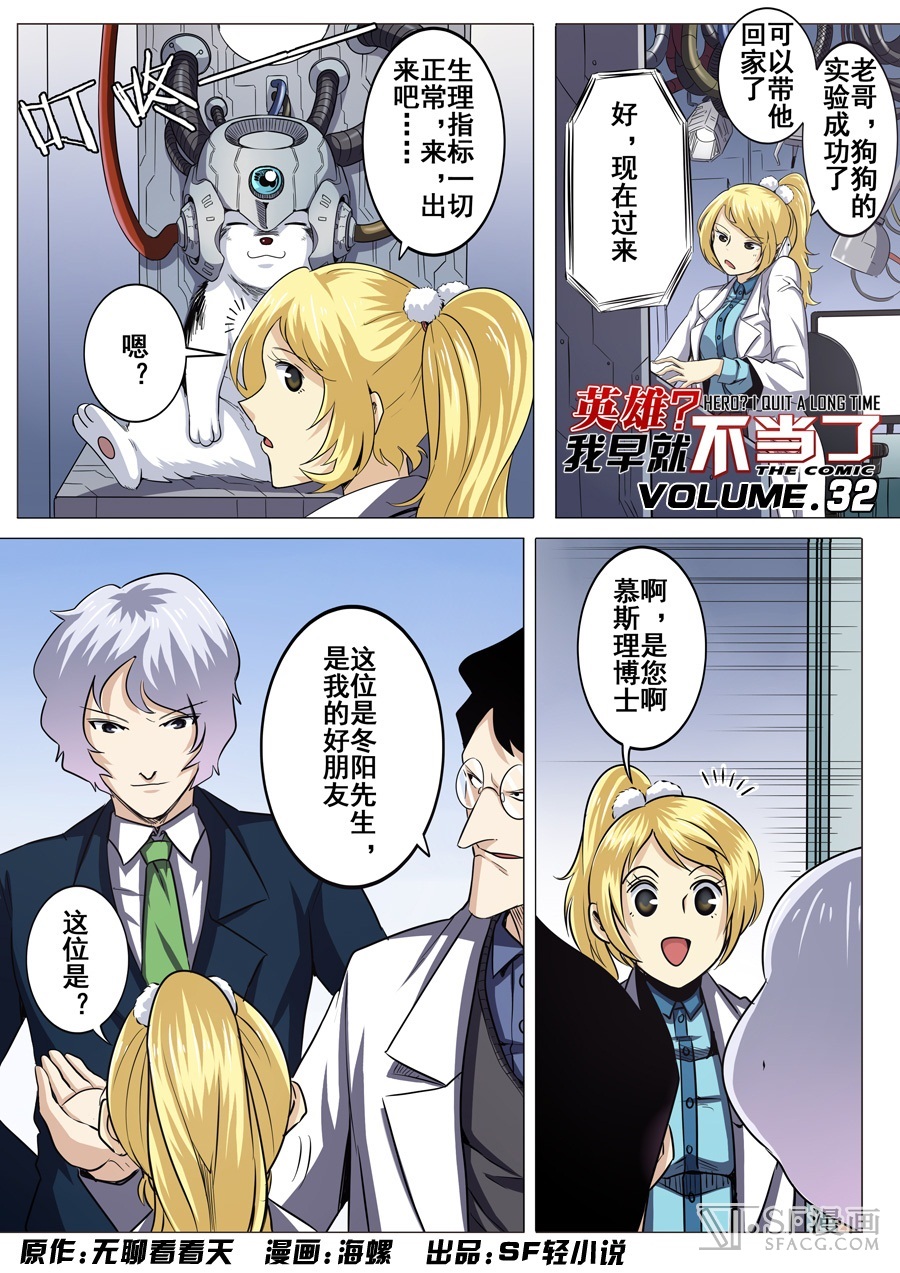 老哥，狗狗的
实验成功了
可以带他
回家了
好，现在过来
英雄？
HERO? I QUIT A LONG TIME
我早就不当了
THE COMIC
VOLUME.32
叮咚
生理指标一切
正常，来，出
来吧……
嗯？
啊，是您啊
慕斯理博士
这位是冬阳先生，
是我的好朋友
这位是？
原作:无聊看看天 漫画:海螺 出品:SF轻小说
SF漫画
SFACG.COM